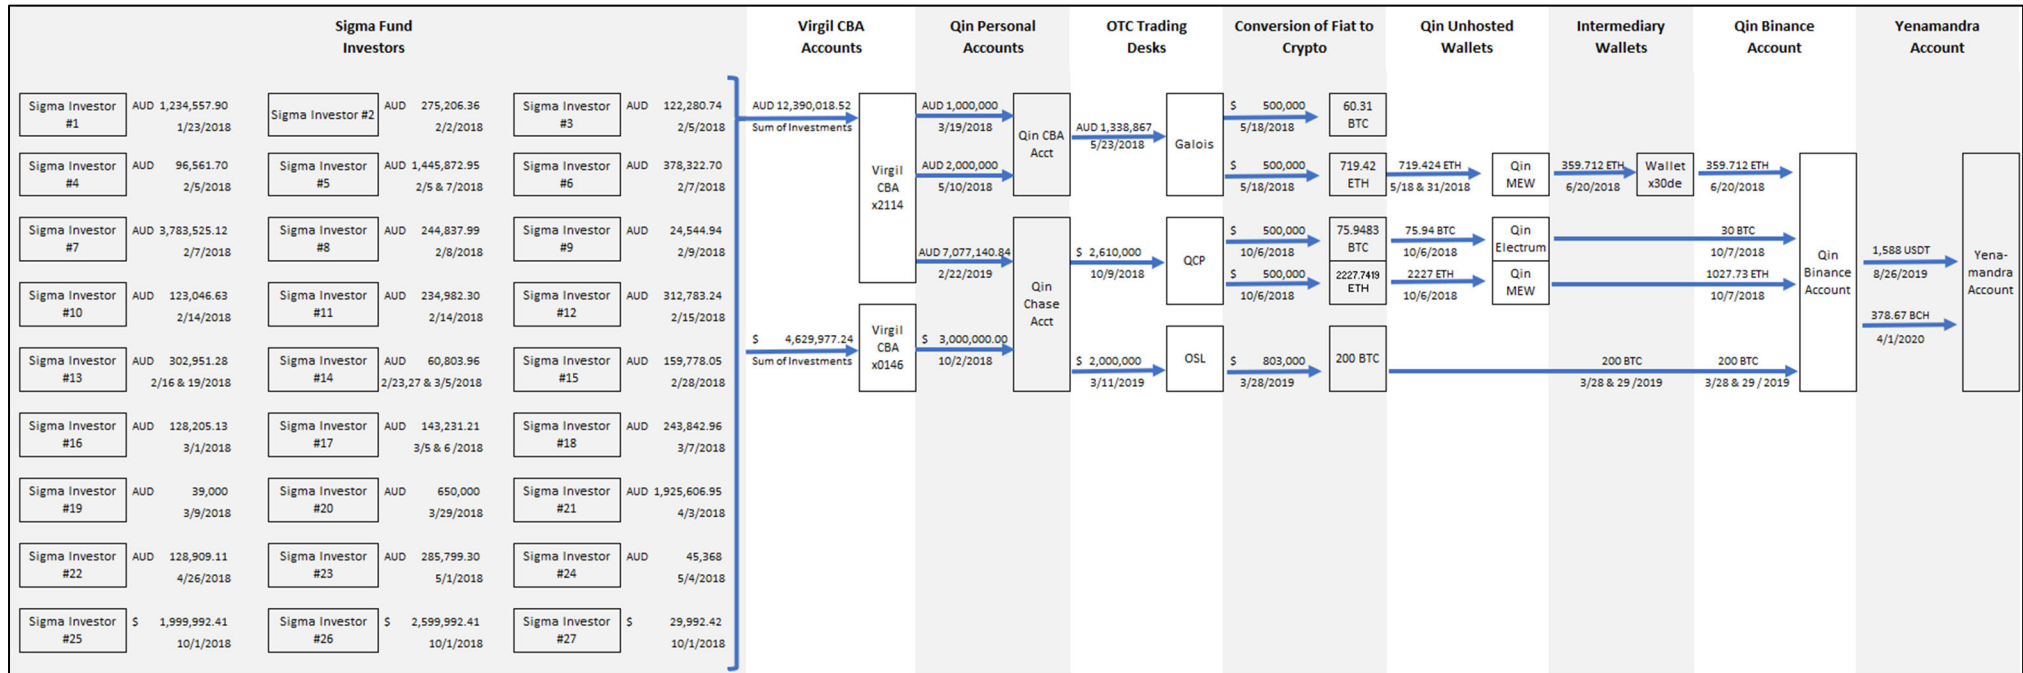 Sigma Fund
Investors
Virgil CBA
Accounts
Qin Personal
Accounts
OTC Trading
Desks
Conversion of Fiat to
Crypto
Qin Unhosted
Wallets
Intermediary
Wallets
Qin Binance
Account
Yenamandra
Account
Sigma Investor
#1
AUD 1,234,557.90
1/23/2018
Sigma Investor #2
AUD 275,206.36
2/2/2018
Sigma Investor
#3
AUD 122,280.74
2/5/2018
Sigma Investor
#4
AUD 96,561.70
2/5/2018
Sigma Investor
#5
AUD 1,445,872.95
2/5 & 7/2018
Sigma Investor
#6
AUD 378,322.70
2/7/2018
Sigma Investor
#7
AUD 3,783,525.12
2/7/2018
Sigma Investor
#8
AUD 244,837.99
2/8/2018
Sigma Investor
#9
AUD 24,544.94
2/9/2018
Sigma Investor
#10
AUD 123,046.63
2/14/2018
Sigma Investor
#11
AUD 234,982.30
2/14/2018
Sigma Investor
#12
AUD 312,783.24
2/15/2018
Sigma Investor
#13
AUD 302,951.28
2/16 & 19/2018
Sigma Investor
#14
AUD 60,803.96
2/23,27 & 3/5/2018
Sigma Investor
#15
AUD 159,778.05
2/28/2018
Sigma Investor
#16
AUD 128,205.13
3/1/2018
Sigma Investor
#17
AUD 143,231.21
3/5 & 6 /2018
Sigma Investor
#18
AUD 243,842.96
3/7/2018
Sigma Investor
#19
AUD 39,000
3/9/2018
Sigma Investor
#20
AUD 650,000
3/29/2018
Sigma Investor
#21
AUD 1,925,606.95
4/3/2018
Sigma Investor
#22
AUD 128,909.11
4/26/2018
Sigma Investor
#23
AUD 285,799.30
5/1/2018
Sigma Investor
#24
AUD 45,368
5/4/2018
Sigma Investor
#25
$ 1,999,992.41
10/1/2018
Sigma Investor
#26
$ 2,599,992.41
10/1/2018
Sigma Investor
#27
$ 29,992.42
10/1/2018
AUD 12,390,018.52
Sum of Investments
Virgil
CBA
x2114
$ 4,629,977.24
Sum of Investments
Virgil
CBA
x0146
AUD 1,000,000
3/19/2018
AUD 2,000,000
5/10/2018
Qin CBA
Acct
AUD 7,077,140.84
2/22/2019
$ 3,000,000.00
10/2/2018
Qin
Chase
Acct
AUD 1,338,867
5/23/2018
Galois
$ 2,610,000
10/9/2018
QCP
$ 2,000,000
3/11/2019
OSL
$ 500,000
5/18/2018
60.31
BTC
$ 500,000
5/18/2018
719.42
ETH
$ 500,000
10/6/2018
75.9483
BTC
$ 500,000
10/6/2018
2227.7419
ETH
$ 803,000
3/28/2019
200 BTC
719.424 ETH
5/18 & 31/2018
Qin
MEW
75.94 BTC
10/6/2018
Qin
Electrum
2227 ETH
10/6/2018
Qin
MEW
359.712 ETH
6/20/2018
Wallet
x30de
200 BTC
3/28 & 29 /2019
359.712 ETH
6/20/2018
30 BTC
10/7/2018
1027.73 ETH
10/7/2018
200 BTC
3/28 & 29 / 2019
Qin
Binance
Account
1,588 USDT
8/26/2019
378.67 BCH
4/1/2020
Yena-
mandra
Account